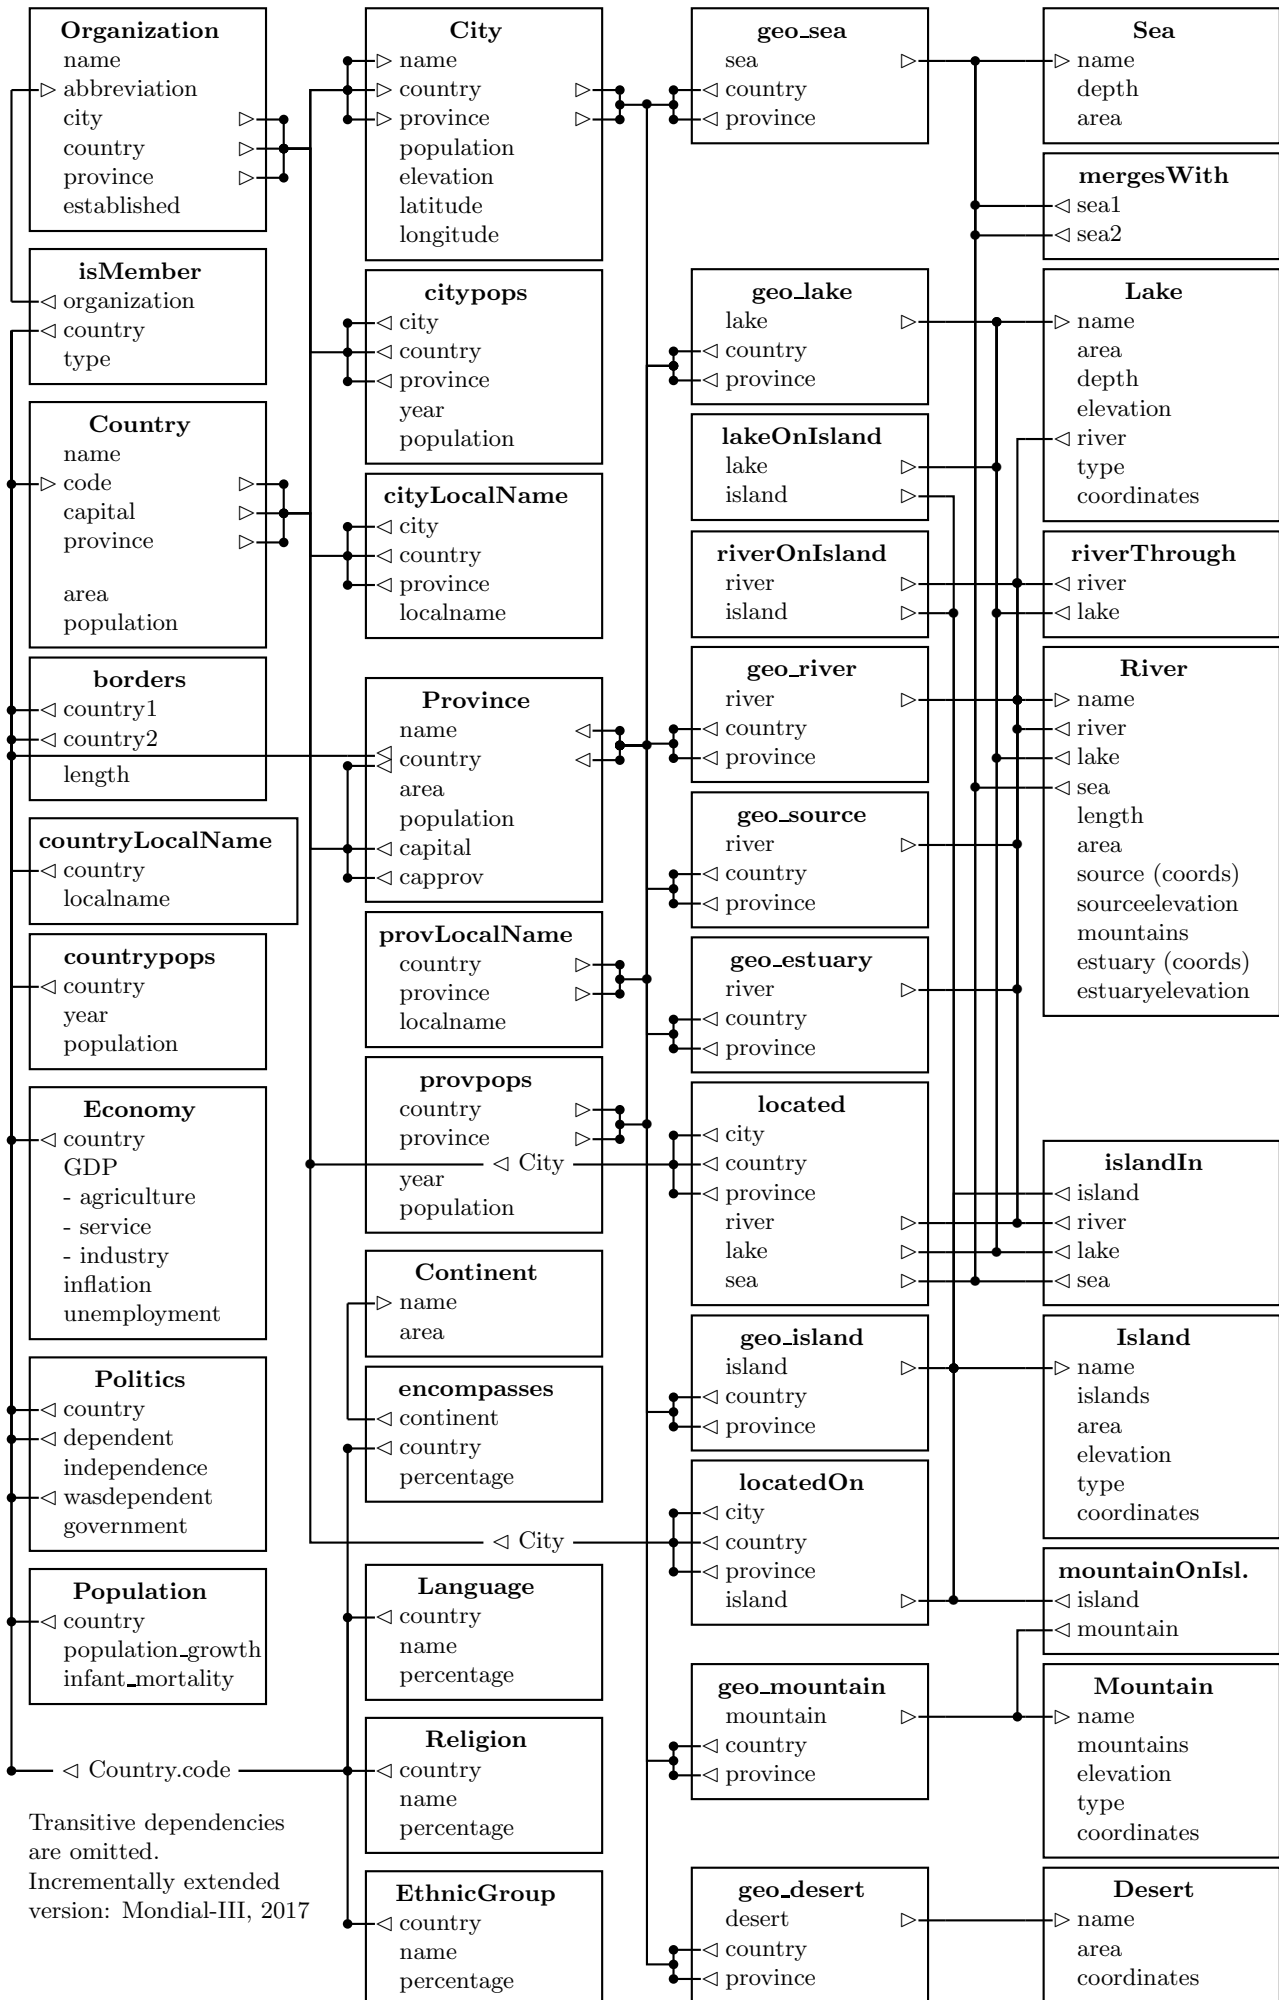 Organization
name
abbreviation
city
country
province
established
isMember
organization
country
type
Country
name
code
capital
province
area
population
borders
country1
country2
length
countryLocalName
country
localname
countrypops
country
year
population
Economy
country
GDP
- agriculture
- service
- industry
inflation
unemployment
Politics
country
dependent
independence
wasdependent
government
Population
country
population_growth
infant_mortality
Country.code
Transitive dependencies
are omitted.
Incrementally extended
version: Mondial-III, 2017
City
name
country
province
population
elevation
latitude
longitude
citypops
city
country
province
year
population
cityLocalName
city
country
province
localname
Province
name
country
area
population
capital
capprov
provLocalName
country
province
localname
provpops
country
province
City
year
population
Continent
name
area
encompasses
continent
country
percentage
City
Language
country
name
percentage
Religion
country
name
percentage
EthnicGroup
country
name
percentage
geo_sea
sea
country
province
geo_lake
lake
country
province
lakeOnIsland
lake
island
riverOnIsland
river
island
geo_river
river
country
province
geo_source
river
country
province
geo_estuary
river
country
province
located
city
country
province
river
lake
sea
geo_island
island
country
province
locatedOn
city
country
province
island
geo_mountain
mountain
country
province
geo_desert
desert
country
province
Sea
name
depth
area
mergesWith
sea1
sea2
Lake
name
area
depth
elevation
river
type
coordinates
riverThrough
river
lake
River
name
river
lake
sea
length
area
source (coords)
sourceelevation
mountains
estuary (coords)
estuaryelevation
islandIn
island
river
lake
sea
Island
name
islands
area
elevation
type
coordinates
mountainOnIsl.
island
mountain
Mountain
name
mountains
elevation
type
coordinates
Desert
name
area
coordinates